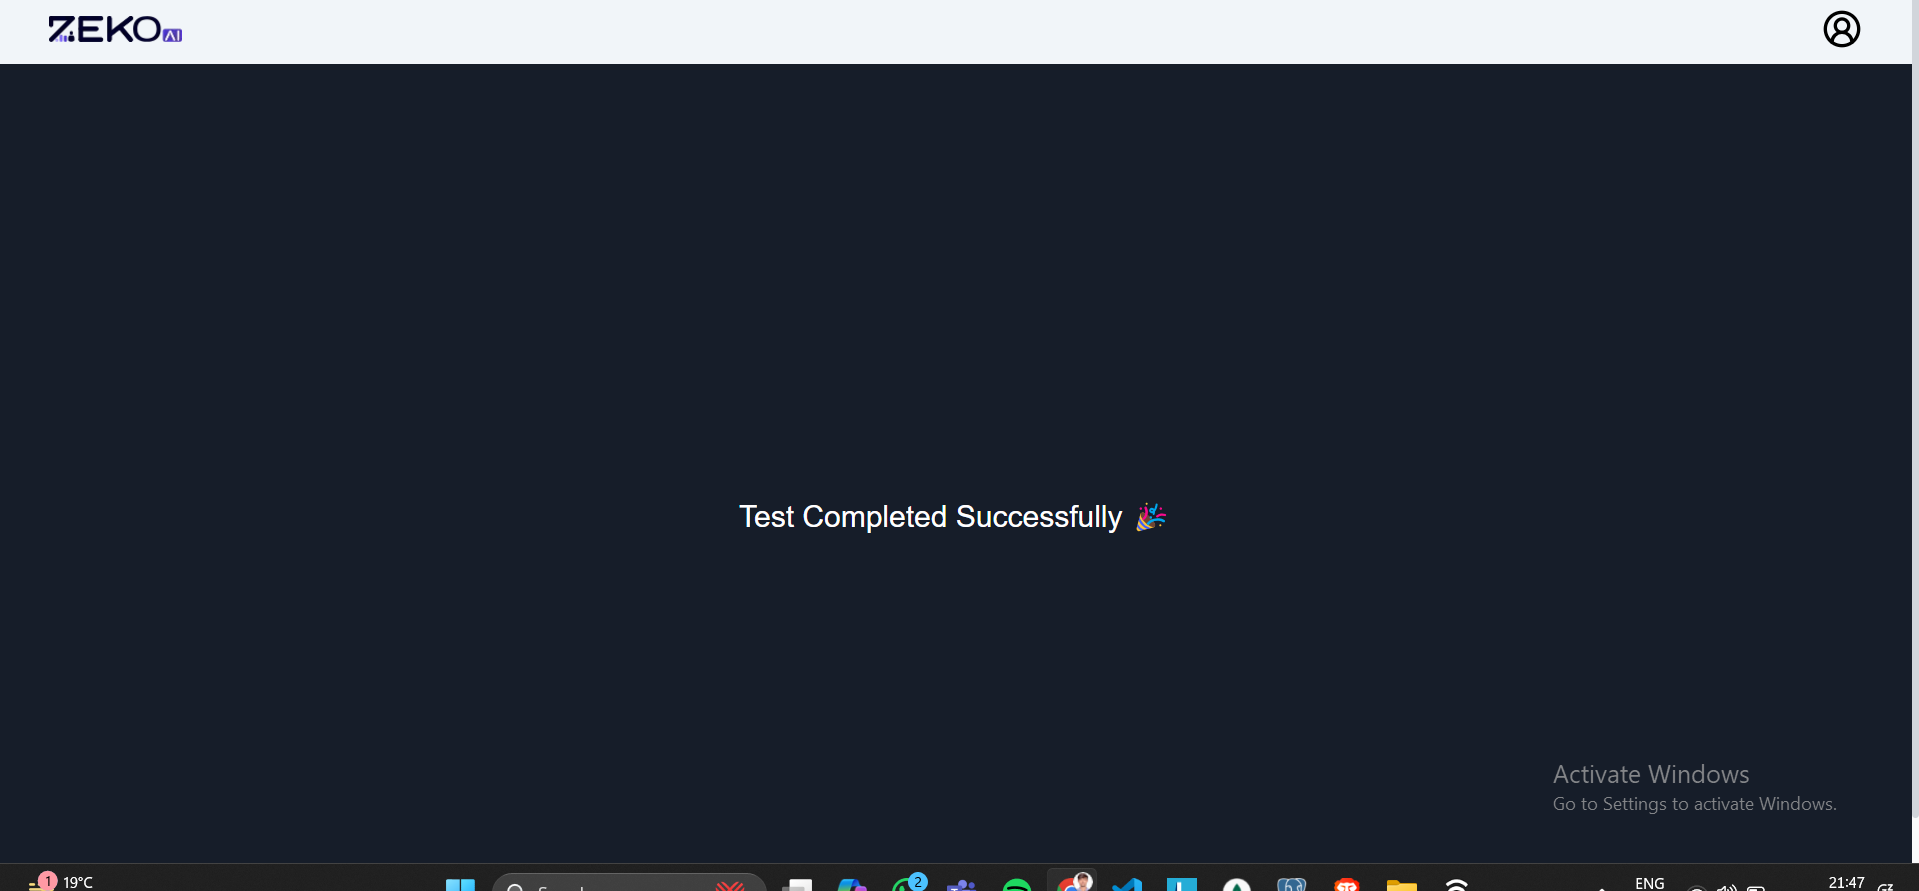 ZEKO AI
Test Completed Successfully 🎉
Activate Windows
Go to Settings to activate Windows.
1
19°C
2
ENG
21:47